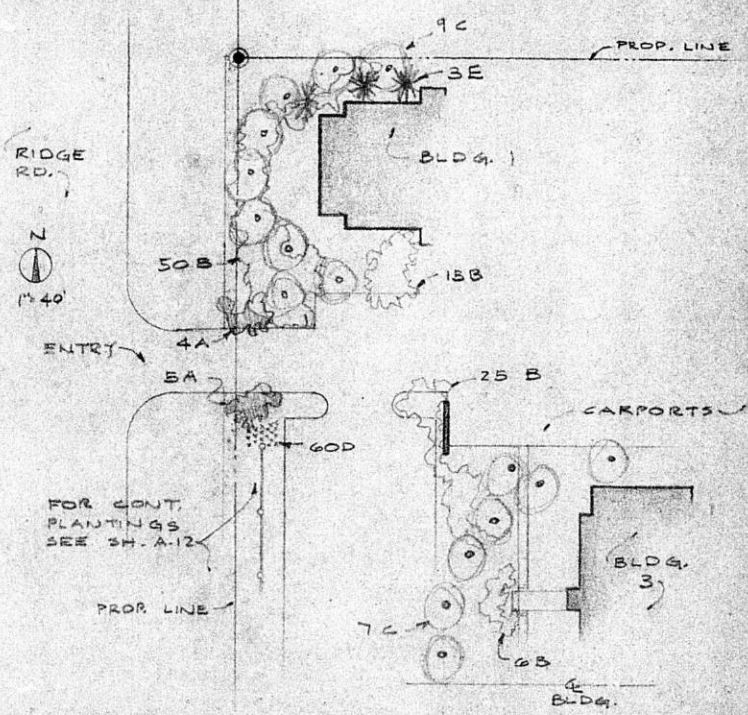 9C
PROP. LINE
3E
RIDGE
RD.
BLDG. 1
N
1"=40'
50B
15B
ENTRY
4A
5A
25 B
CARPORTS
60D
FOR CONT.
PLANTINGS
SEE SH. A-12
BLDG.
3
PROP. LINE
7C
6B
℄
BLDG.